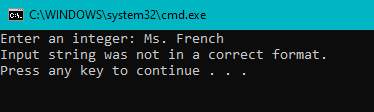 C:\WINDOWS\system32\cmd.exe
Enter an integer: Ms. French
Input string was not in a correct format.
Press any key to continue . . .